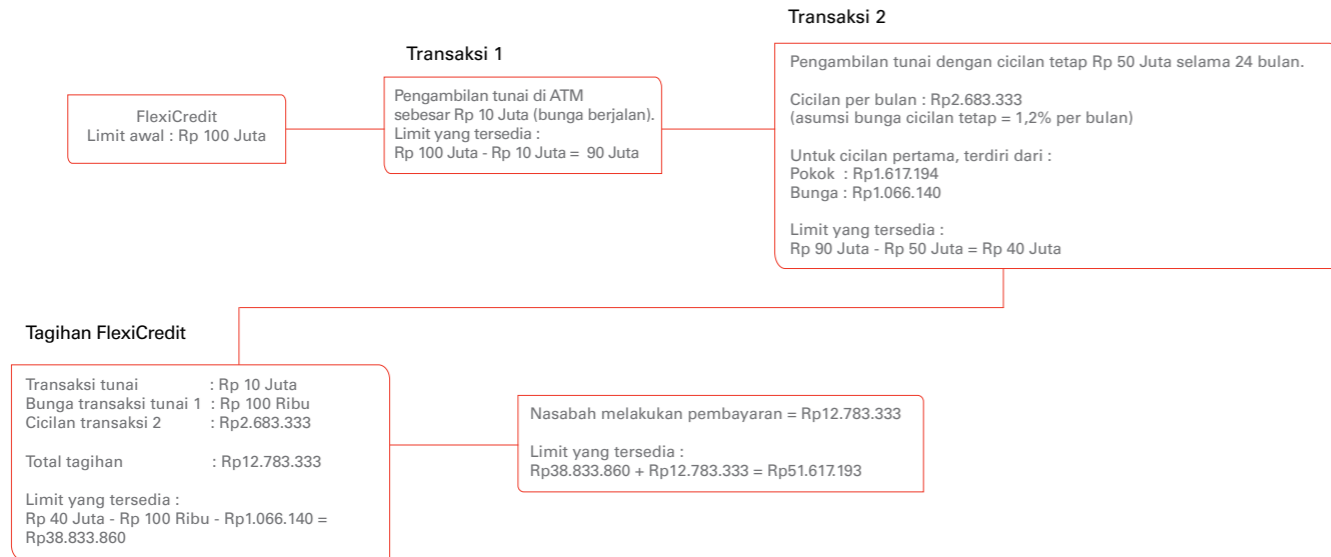 Transaksi 2
Transaksi 1
FlexiCredit
Limit awal : Rp 100 Juta
Pengambilan tunai di ATM
sebesar Rp 10 Juta (bunga berjalan).
Limit yang tersedia :
Rp 100 Juta - Rp 10 Juta = 90 Juta
Pengambilan tunai dengan cicilan tetap Rp 50 Juta selama 24 bulan.
Cicilan per bulan : Rp2.683.333
(asumsi bunga cicilan tetap = 1,2% per bulan)
Untuk cicilan pertama, terdiri dari :
Pokok : Rp1.617.194
Bunga : Rp1.066.140
Limit yang tersedia :
Rp 90 Juta - Rp 50 Juta = Rp 40 Juta
Tagihan FlexiCredit
Transaksi tunai : Rp 10 Juta
Bunga transaksi tunai 1 : Rp 100 Ribu
Cicilan transaksi 2 : Rp2.683.333
Total tagihan : Rp12.783.333
Limit yang tersedia :
Rp 40 Juta - Rp 100 Ribu - Rp1.066.140 =
Rp38.833.860
Nasabah melakukan pembayaran = Rp12.783.333
Limit yang tersedia :
Rp38.833.860 + Rp12.783.333 = Rp51.617.193